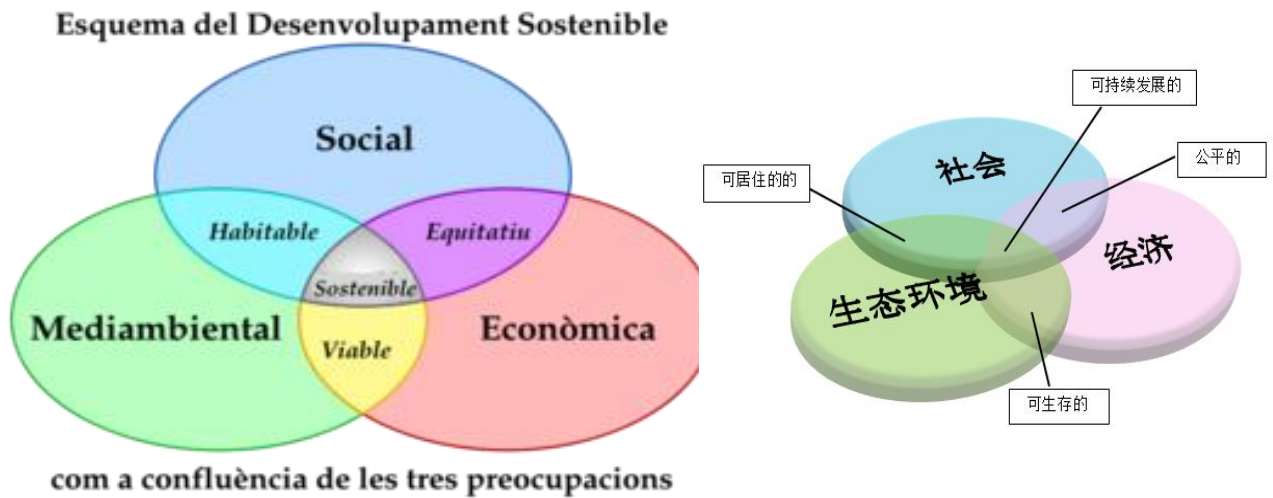 Esquema del Desenvolupament Sostenible
Social
Habitable
Equitatiu
Sostenible
Mediambiental
Econòmica
Viable
com a confluència de les tres preocupacions
可持续发展的
公平的
社会
可居住的的
经济
生态环境
可生存的